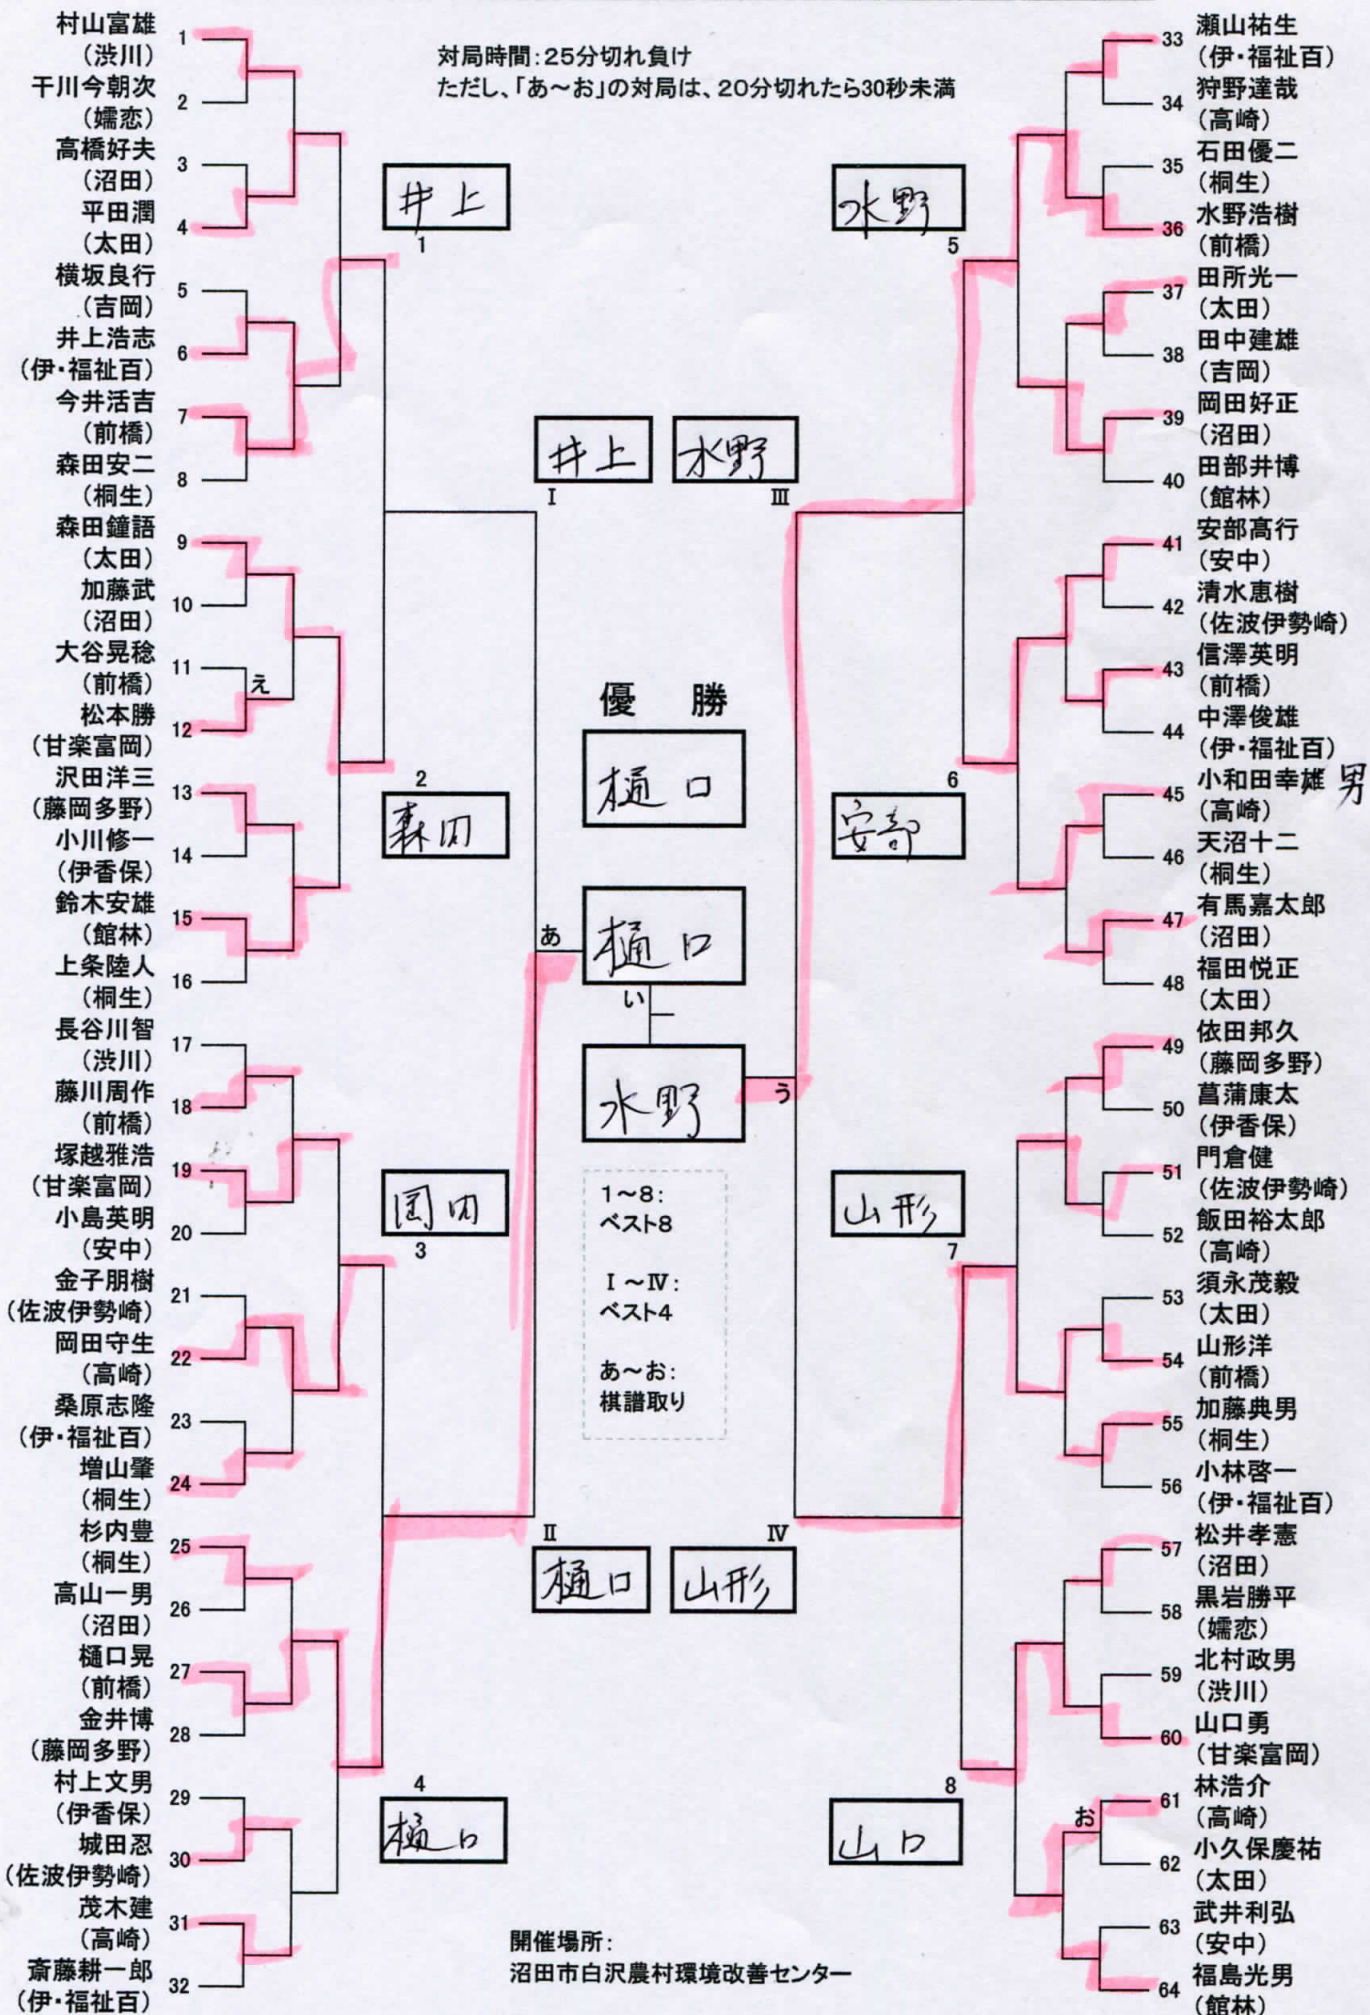 村山富雄
1
(渋川)
干川今朝次
2
(嬬恋)
高橋好夫
3
(沼田)
平田潤
4
(太田)
横坂良行
5
(吉岡)
井上浩志
6
(伊・福祉百)
今井活吉
7
(前橋)
森田安二
8
(桐生)
森田鐘語
9
(太田)
加藤武
10
(沼田)
大谷晃稔
11
(前橋)
え
松本勝
12
(甘楽富岡)
沢田洋三
13
(藤岡多野)
小川修一
14
(伊香保)
鈴木安雄
15
(館林)
上条陸人
16
(桐生)
長谷川智
17
(渋川)
藤川周作
18
(前橋)
塚越雅浩
19
(甘楽富岡)
小島英明
20
(安中)
金子朋樹
21
(佐波伊勢崎)
岡田守生
22
(高崎)
桑原志隆
23
(伊・福祉百)
増山肇
24
(桐生)
杉内豊
25
(桐生)
高山一男
26
(沼田)
樋口晃
27
(前橋)
金井博
28
(藤岡多野)
村上文男
29
(伊香保)
城田忍
30
(佐波伊勢崎)
茂木建
31
(高崎)
斎藤耕一郎
32
(伊・福祉百)
対局時間:25分切れ負け
ただし、「あ～お」の対局は、20分切れたら30秒未満
井上
1
森田
2
岡田
3
樋口
4
井上
I
水野
III
優 勝
樋口
あ
樋口
い
水野
う
1～8:
ベスト8
I～IV:
ベスト4
あ～お:
棋譜取り
II
樋口
IV
山形
開催場所:
沼田市白沢農村環境改善センター
水野
5
安部
6
山形
7
山口
8
瀬山祐生
33
(伊・福祉百)
狩野達哉
34
(高崎)
石田優二
35
(桐生)
水野浩樹
36
(前橋)
田所光一
37
(太田)
田中建雄
38
(吉岡)
岡田好正
39
(沼田)
田部井博
40
(館林)
安部髙行
41
(安中)
清水恵樹
42
(佐波伊勢崎)
信澤英明
43
(前橋)
中澤俊雄
44
(伊・福祉百)
小和田幸雄 男
45
(高崎)
天沼十二
46
(桐生)
有馬嘉太郎
47
(沼田)
福田悦正
48
(太田)
依田邦久
49
(藤岡多野)
菖蒲康太
50
(伊香保)
門倉健
51
(佐波伊勢崎)
飯田裕太郎
52
(高崎)
須永茂毅
53
(太田)
山形洋
54
(前橋)
加藤典男
55
(桐生)
小林啓一
56
(伊・福祉百)
松井孝憲
57
(沼田)
黒岩勝平
58
(嬬恋)
北村政男
59
(渋川)
山口勇
60
(甘楽富岡)
林浩介
61
お
(高崎)
小久保慶祐
62
(太田)
武井利弘
63
(安中)
福島光男
64
(館林)